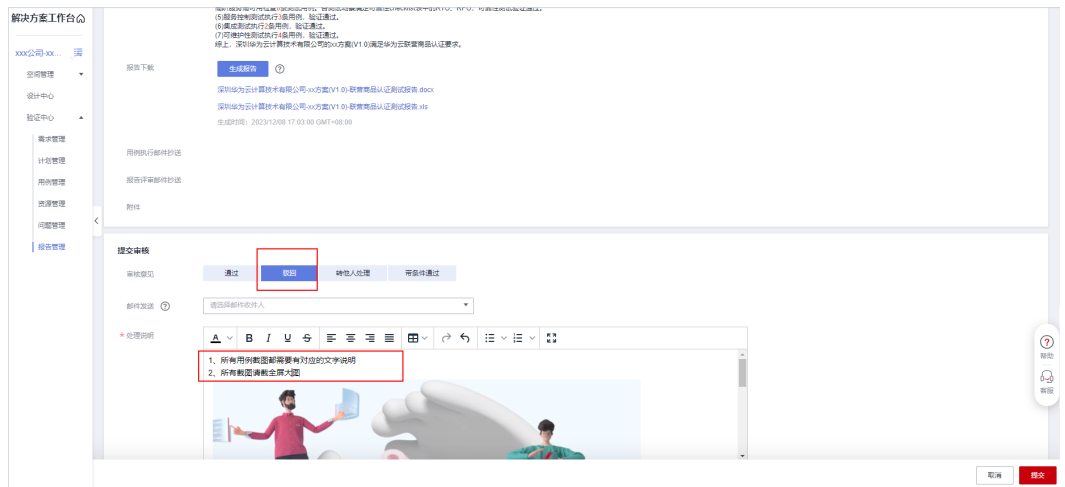 解决方案工作台
xxx公司-xx...
空间管理
设计中心
验证中心
需求管理
计划管理
用例管理
资源管理
问题管理
报告管理
(5)服务控制测试执行3条用例，验证通过。
(6)集成测试执行2条用例，验证通过。
(7)可维护性测试执行4条用例，验证通过。
综上，深圳华为云计算技术有限公司的xx方案(V1.0)满足华为云联营商品认证要求。
报告下载
生成报告
深圳华为云计算技术有限公司-xx方案(V1.0)-联营商品认证测试报告.docx
深圳华为云计算技术有限公司-xx方案(V1.0)-联营商品认证测试报告.xls
生成时间：2023/12/08 17:03:00 GMT+08:00
用例执行邮件抄送
报告评审邮件抄送
附件
提交审核
审核意见
通过 驳回 转他人处理 带条件通过
邮件发送
请选择邮件收件人
* 处理说明
1、所有用例截图都需要有对应的文字说明
2、所有截图请截全屏大图
帮助
客服
取消 提交